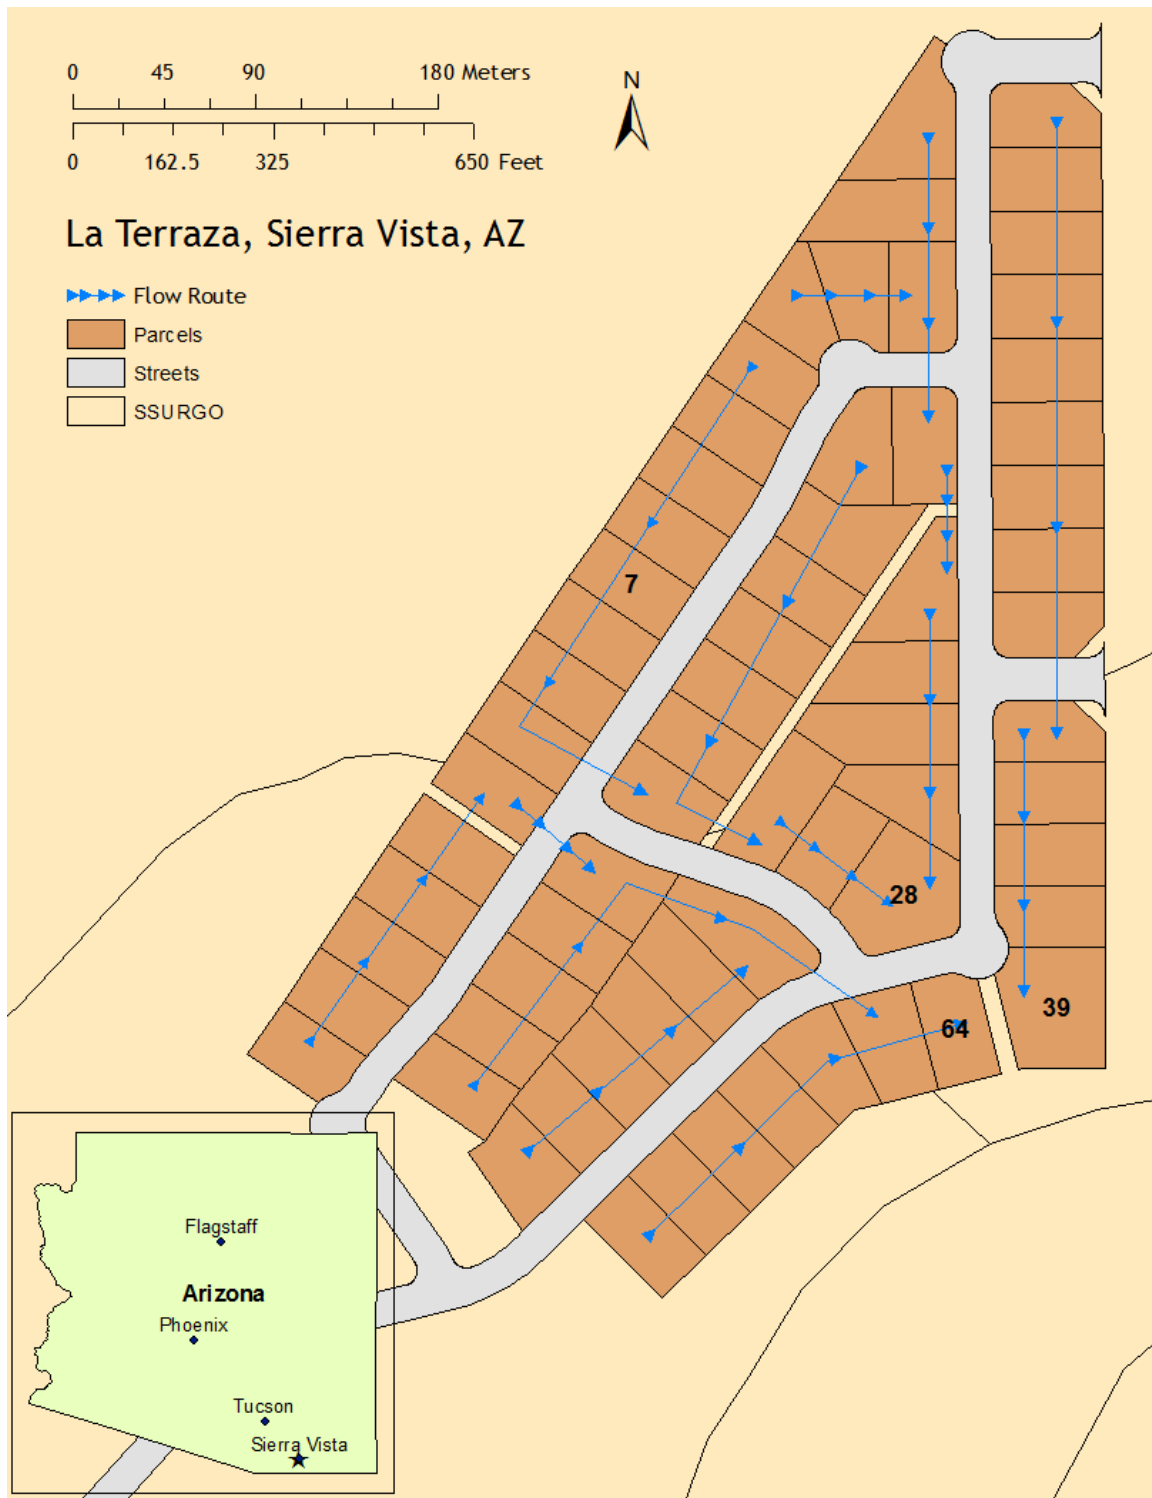 0 45 90 180 Meters
0 162.5 325 650 Feet
N
La Terraza, Sierra Vista, AZ
Flow Route
Parcels
Streets
SSURGO
7
28
39
64
Flagstaff
Arizona
Phoenix
Tucson
Sierra Vista